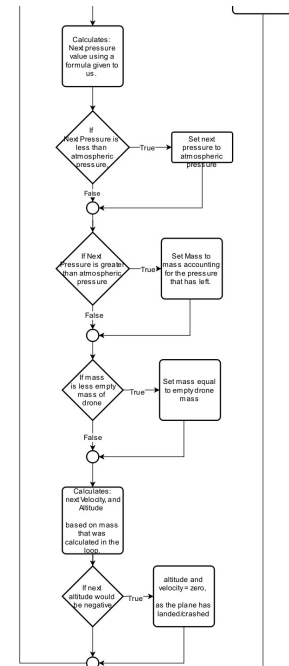 Calculates:
Next pressure
value using a
formula given to
us.
If
Next Pressure is
less than
atmospheric
pressure,
True
Set next
pressure to
atmospheric
pressure
False
If Next
Pressure is greater
than atmospheric
pressure
True
Set Mass to
mass accounting
for the pressure
that has left.
False
If mass
is less empty
mass of
drone
True
Set mass equal
to empty drone
mass
False
Calculates:
next Velocity, and
Altitude
based on mass
that was
calculated in the
loop.
If next
altitude would
be negative
True
altitude and
velocity = zero,
as the plane has
landed/crashed